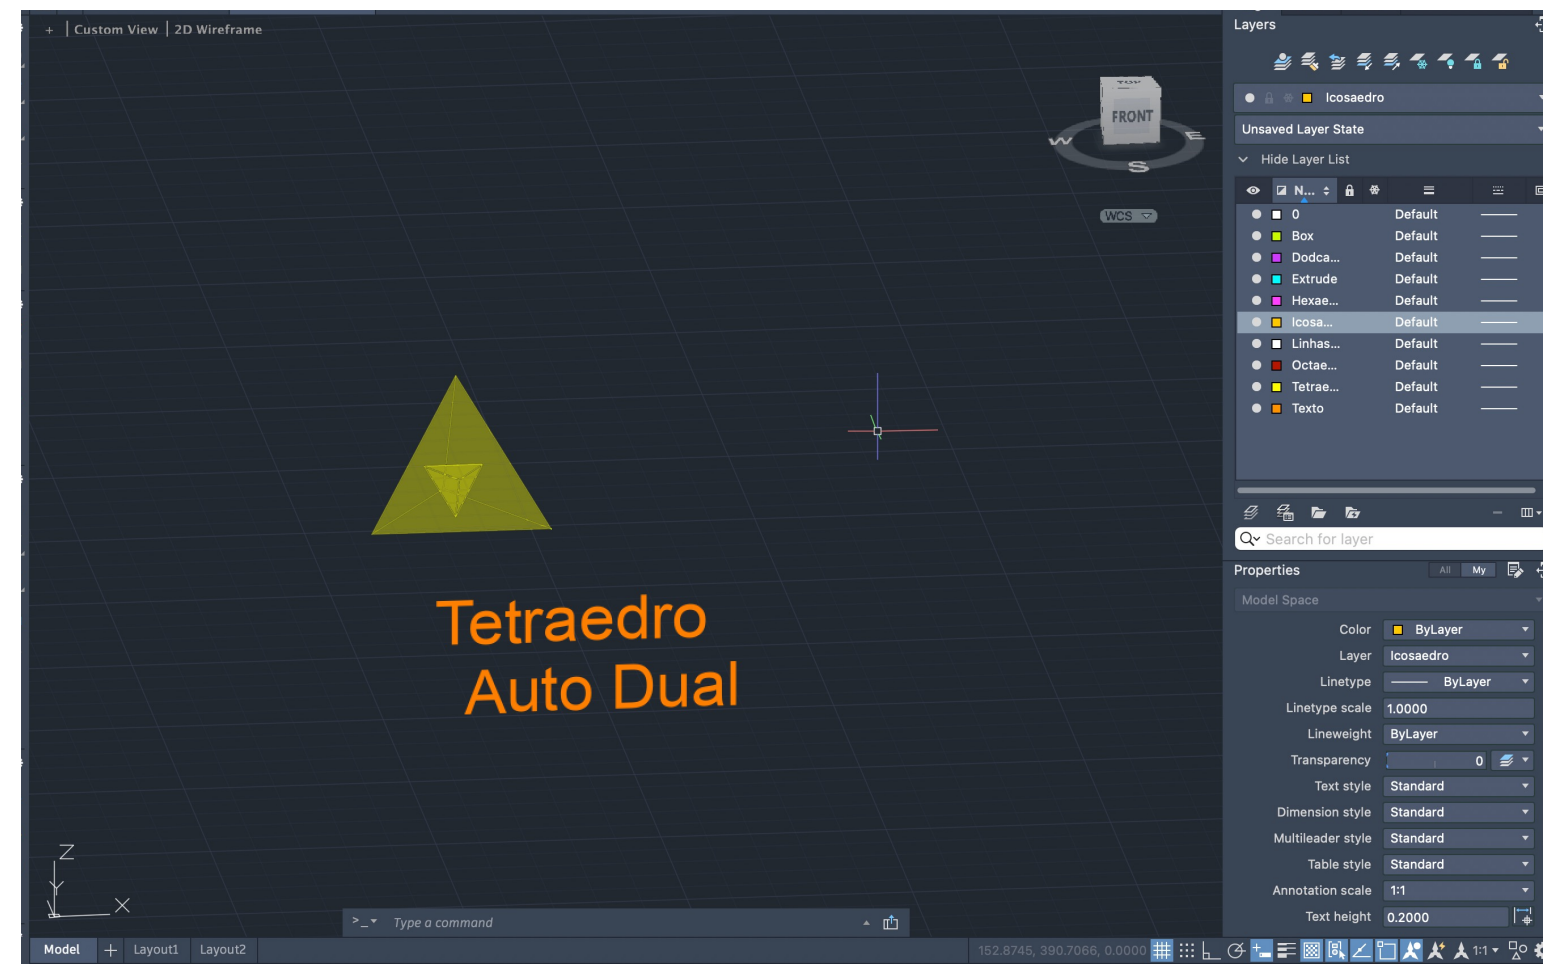 + | Custom View | 2D Wireframe
TOP
FRONT
W
E
S
WCS
Tetraedro
Auto Dual
Z
Y
X
>_ Type a command
Model
+
Layout1
Layout2
152.8745, 390.7066, 0.0000
1:1
Layers
Icosaedro
Unsaved Layer State
Hide Layer List
N...
0 Default
Box Default
Dodca... Default
Extrude Default
Hexae... Default
Icosa... Default
Linhas... Default
Octae... Default
Tetrae... Default
Texto Default
Search for layer
Properties All My
Model Space
Color ByLayer
Layer Icosaedro
Linetype ByLayer
Linetype scale 1.0000
Lineweight ByLayer
Transparency 0
Text style Standard
Dimension style Standard
Multileader style Standard
Table style Standard
Annotation scale 1:1
Text height 0.2000